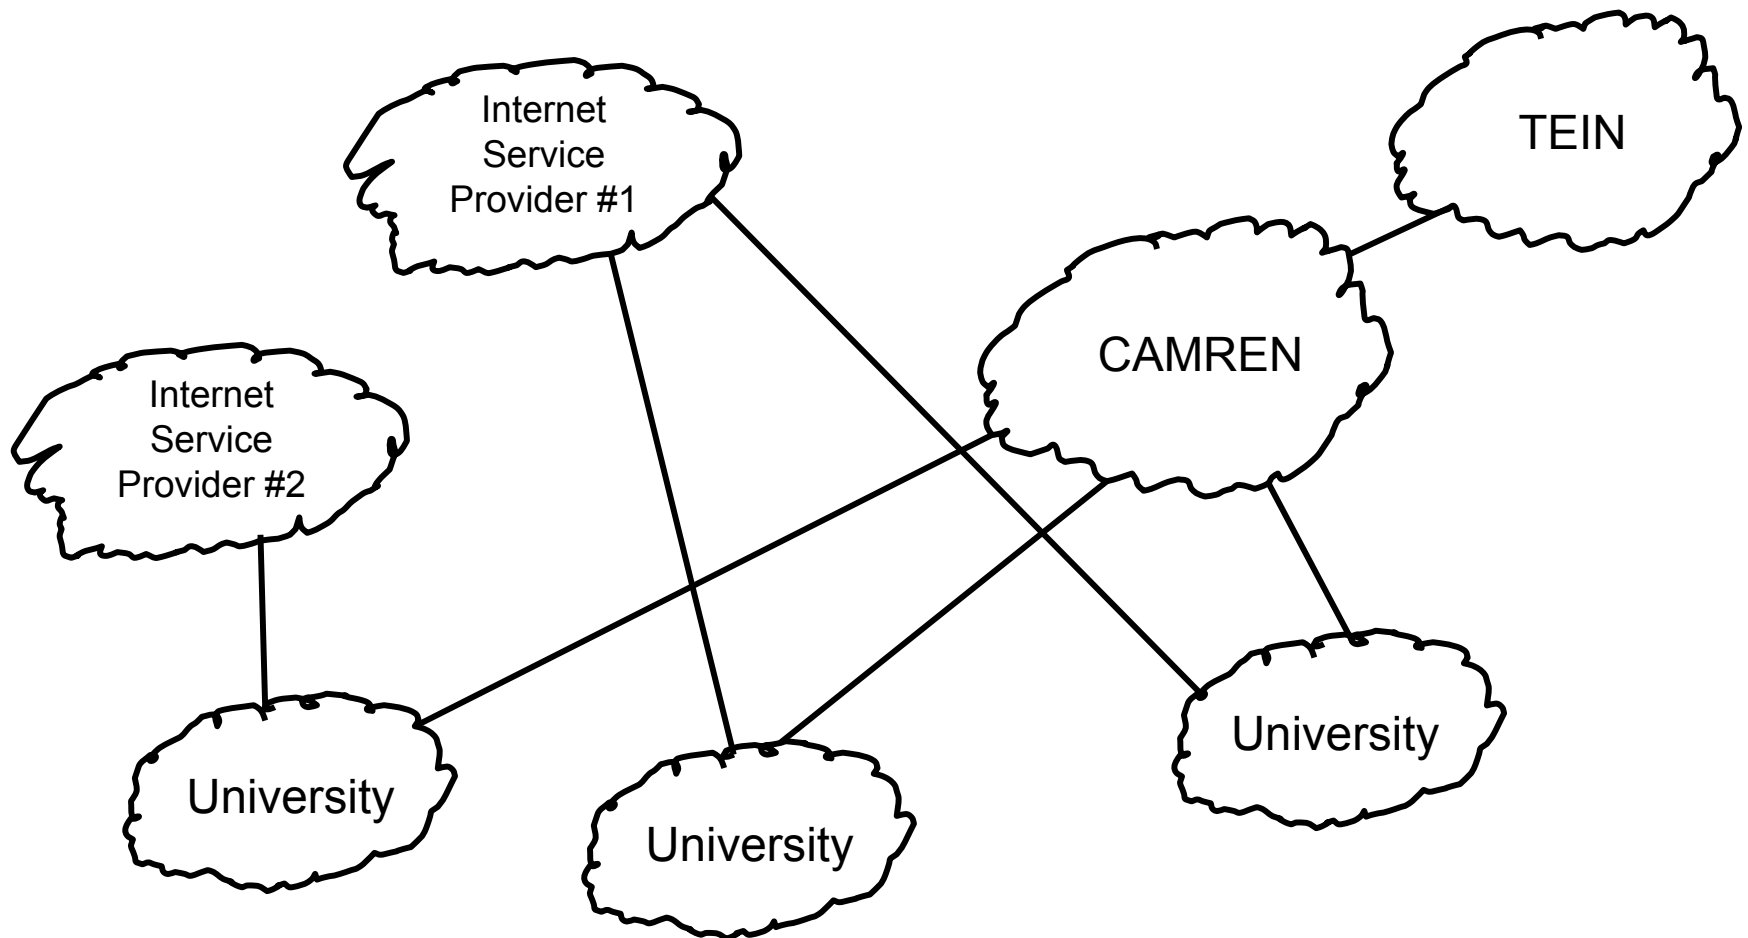 Internet
Service
Provider #1
TEIN
CAMREN
Internet
Service
Provider #2
University
University
University